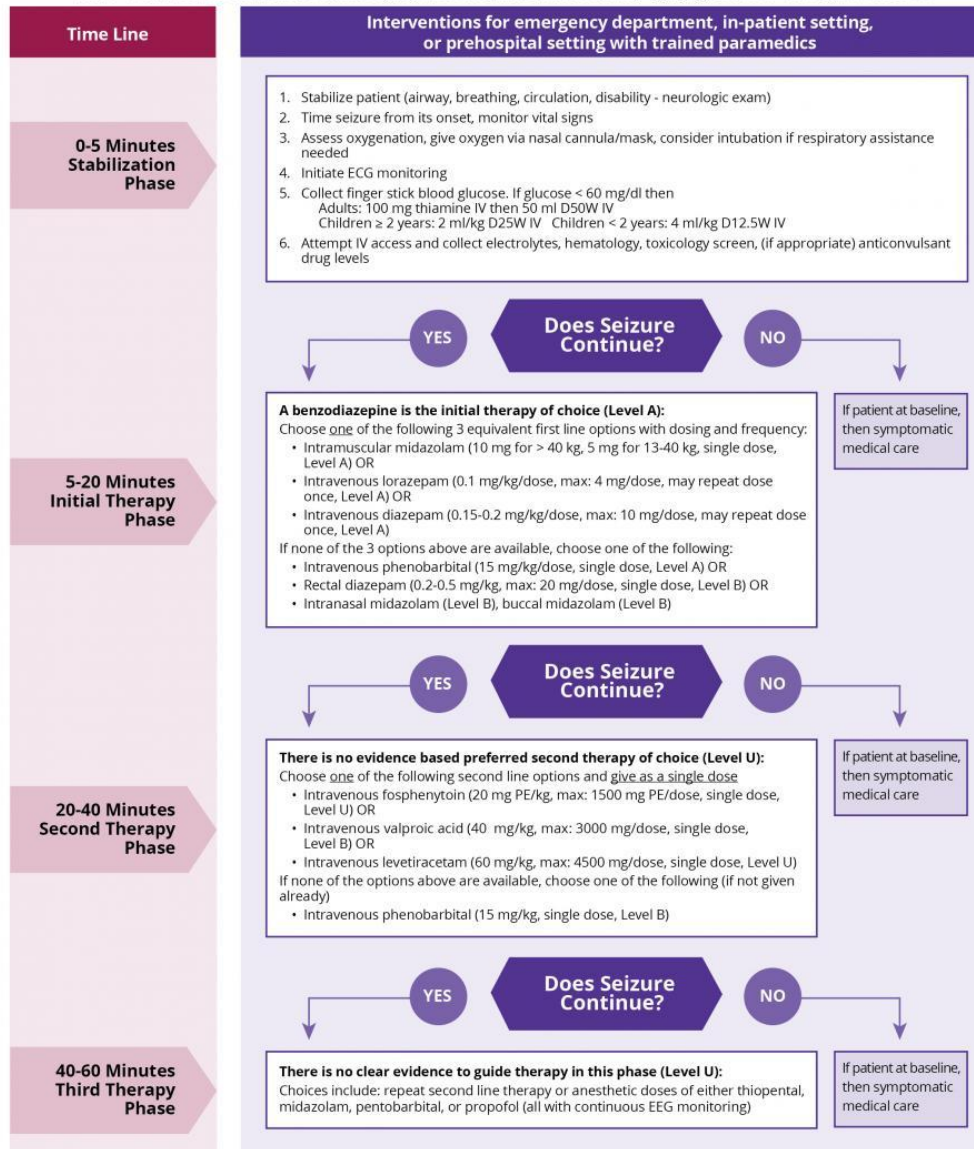 Time Line
Interventions for emergency department, in-patient setting,
or prehospital setting with trained paramedics
0-5 Minutes
Stabilization
Phase
1. Stabilize patient (airway, breathing, circulation, disability - neurologic exam)
2. Time seizure from its onset, monitor vital signs
3. Assess oxygenation, give oxygen via nasal cannula/mask, consider intubation if respiratory assistance
needed
4. Initiate ECG monitoring
5. Collect finger stick blood glucose. If glucose < 60 mg/dl then
Adults: 100 mg thiamine IV then 50 ml D50W IV
Children ≥ 2 years: 2 ml/kg D25W IV Children < 2 years: 4 ml/kg D12.5W IV
6. Attempt IV access and collect electrolytes, hematology, toxicology screen, (if appropriate) anticonvulsant
drug levels
YES
Does Seizure
Continue?
NO
5-20 Minutes
Initial Therapy
Phase
A benzodiazepine is the initial therapy of choice (Level A):
Choose one of the following 3 equivalent first line options with dosing and frequency:
• Intramuscular midazolam (10 mg for > 40 kg, 5 mg for 13-40 kg, single dose,
Level A) OR
• Intravenous lorazepam (0.1 mg/kg/dose, max: 4 mg/dose, may repeat dose
once, Level A) OR
• Intravenous diazepam (0.15-0.2 mg/kg/dose, max: 10 mg/dose, may repeat dose
once, Level A)
If none of the 3 options above are available, choose one of the following:
• Intravenous phenobarbital (15 mg/kg/dose, single dose, Level A) OR
• Rectal diazepam (0.2-0.5 mg/kg, max: 20 mg/dose, single dose, Level B) OR
• Intranasal midazolam (Level B), buccal midazolam (Level B)
If patient at baseline,
then symptomatic
medical care
YES
Does Seizure
Continue?
NO
20-40 Minutes
Second Therapy
Phase
There is no evidence based preferred second therapy of choice (Level U):
Choose one of the following second line options and give as a single dose
• Intravenous fosphenytoin (20 mg PE/kg, max: 1500 mg PE/dose, single dose,
Level U) OR
• Intravenous valproic acid (40 mg/kg, max: 3000 mg/dose, single dose,
Level B) OR
• Intravenous levetiracetam (60 mg/kg, max: 4500 mg/dose, single dose, Level U)
If none of the options above are available, choose one of the following (if not given
already)
• Intravenous phenobarbital (15 mg/kg, single dose, Level B)
If patient at baseline,
then symptomatic
medical care
YES
Does Seizure
Continue?
NO
40-60 Minutes
Third Therapy
Phase
There is no clear evidence to guide therapy in this phase (Level U):
Choices include: repeat second line therapy or anesthetic doses of either thiopental,
midazolam, pentobarbital, or propofol (all with continuous EEG monitoring)
If patient at baseline,
then symptomatic
medical care